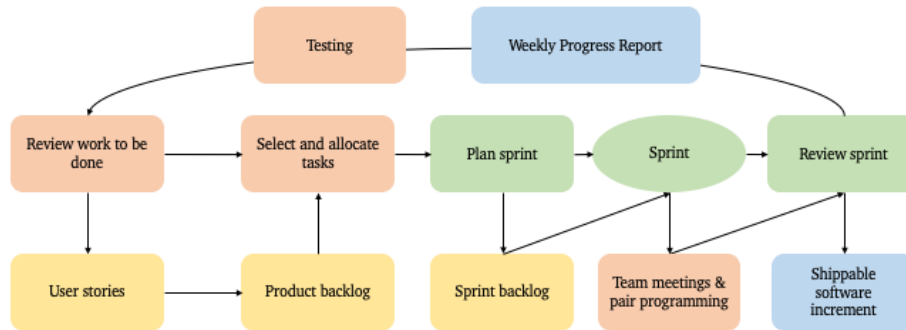 Testing
Weekly Progress Report
Review work to be
done
Select and allocate
tasks
Plan sprint
Sprint
Review sprint
User stories
Product backlog
Sprint backlog
Team meetings &
pair programming
Shippable
software
increment